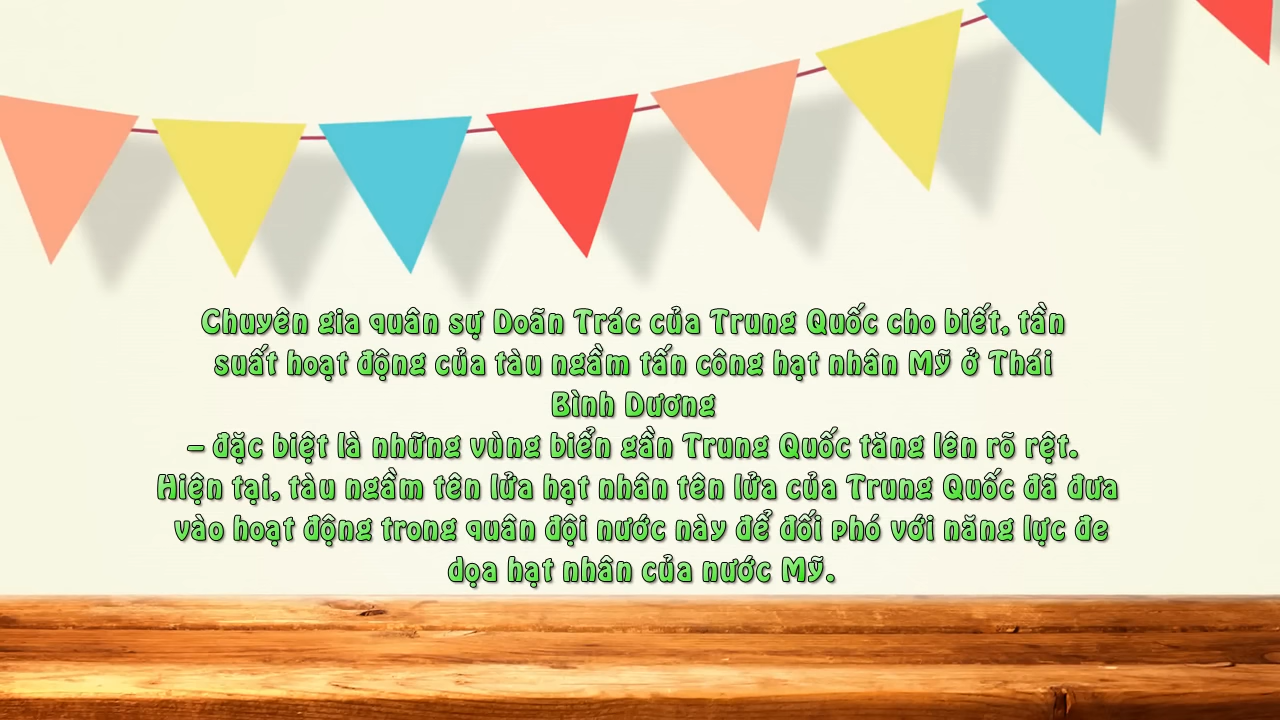 Chuyên gia quân sự Doãn Trác của Trung Quốc cho biết, tần
suất hoạt động của tàu ngầm tấn công hạt nhân Mỹ ở Thái
Bình Dương
– đặc biệt là những vùng biển gần Trung Quốc tăng lên rõ rệt.
Hiện tại, tàu ngầm tên lửa hạt nhân tên lửa của Trung Quốc đã đưa
vào hoạt động trong quân đội nước này để đối phó với năng lực đe
dọa hạt nhân của nước Mỹ.